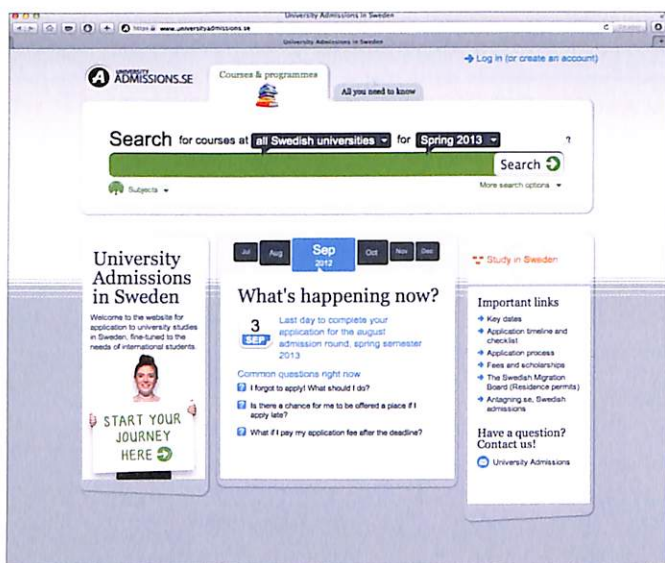 University Admissions in Sweden
https www.universityadmissions.se
University Admissions in Sweden
UNIVERSITY
ADMISSIONS.SE
Courses & programmes
All you need to know
Log in (or create an account)
Search for courses at all Swedish universities for Spring 2013 ?
Search
Subjects
More search options
University
Admissions
in Sweden
Welcome to the website for
application to university studies
in Sweden, fine-tuned to the
needs of international students.
START YOUR
JOURNEY
HERE
Jul Aug Sep Oct Nov Dec
2012
What's happening now?
3
SEP
Last day to complete your
application for the august
admission round, spring semester
2013
Common questions right now
I forgot to apply! What should I do?
Is there a chance for me to be offered a place if I
apply late?
What if I pay my application fee after the deadline?
Study in Sweden
Important links
Key dates
Application timeline and
checklist
Application process
Fees and scholarships
The Swedish Migration
Board (Residence permits)
Antagning.se, Swedish
admissions
Have a question?
Contact us!
University Admissions